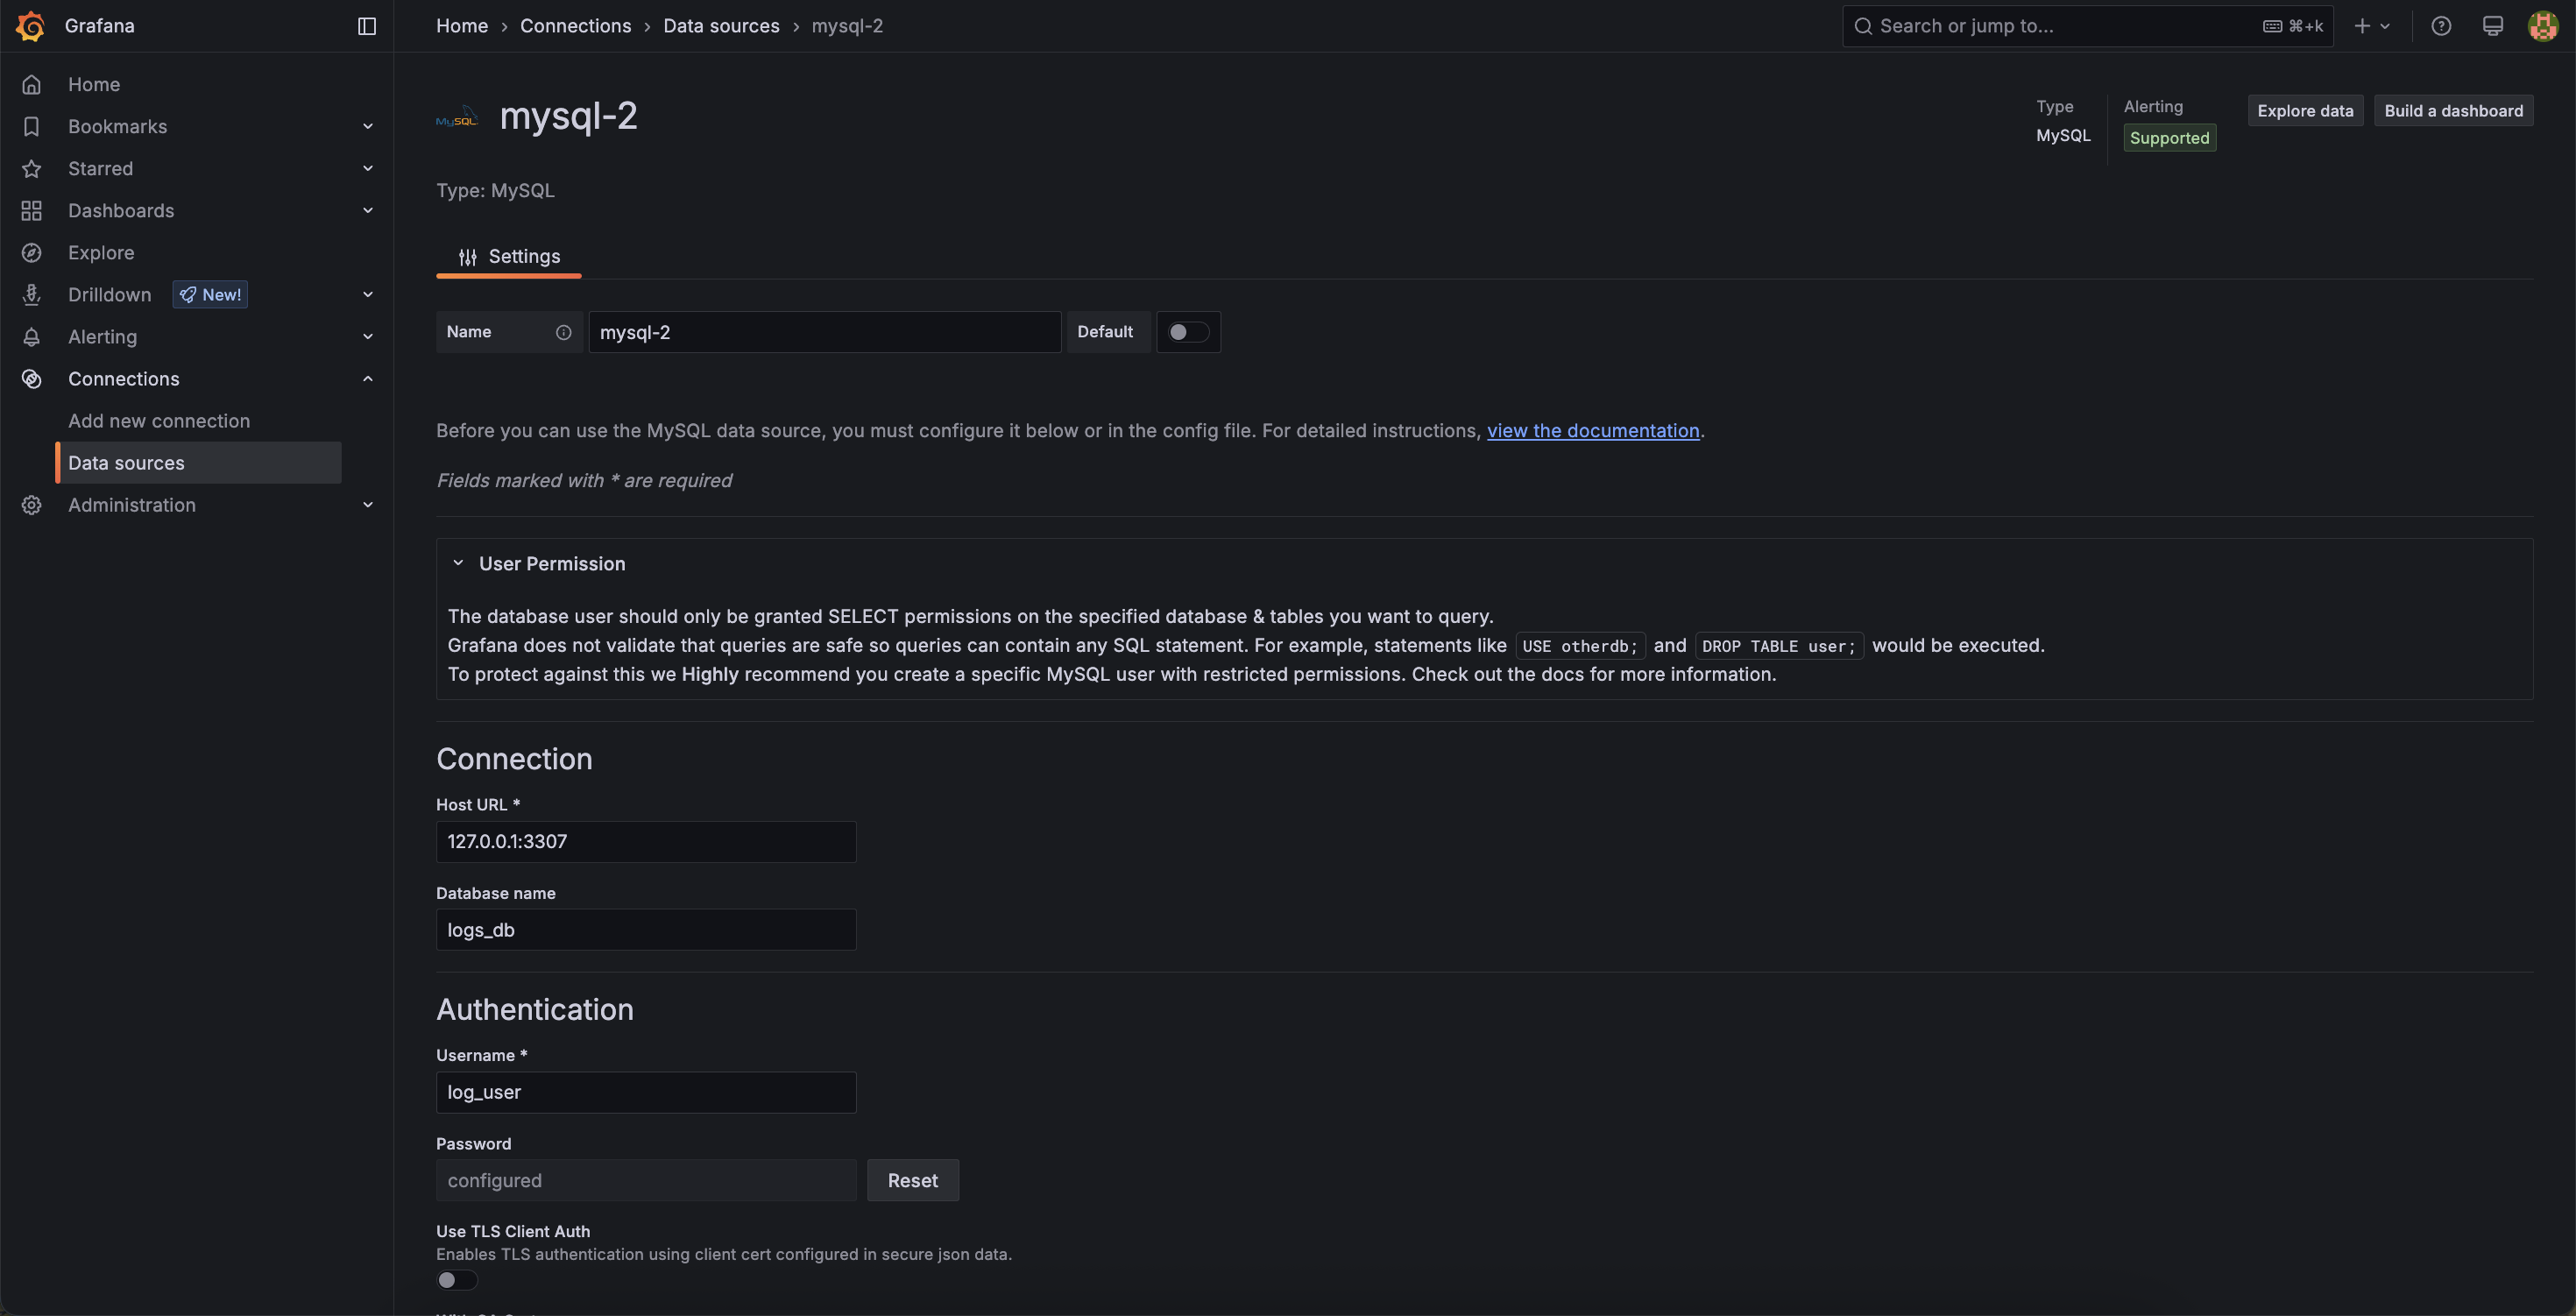 Grafana
Home › Connections › Data sources › mysql-2
Search or jump to...
⌘+k
Home
Bookmarks
Starred
Dashboards
Explore
Drilldown
New!
Alerting
Connections
Add new connection
Data sources
Administration
MySQL
mysql-2
Type
MySQL
Alerting
Supported
Explore data
Build a dashboard
Type: MySQL
Settings
Name
mysql-2
Default
Before you can use the MySQL data source, you must configure it below or in the config file. For detailed instructions, view the documentation.
Fields marked with * are required
User Permission
The database user should only be granted SELECT permissions on the specified database & tables you want to query.
Grafana does not validate that queries are safe so queries can contain any SQL statement. For example, statements like USE otherdb; and DROP TABLE user; would be executed.
To protect against this we Highly recommend you create a specific MySQL user with restricted permissions. Check out the docs for more information.
Connection
Host URL *
127.0.0.1:3307
Database name
logs_db
Authentication
Username *
log_user
Password
configured
Reset
Use TLS Client Auth
Enables TLS authentication using client cert configured in secure json data.